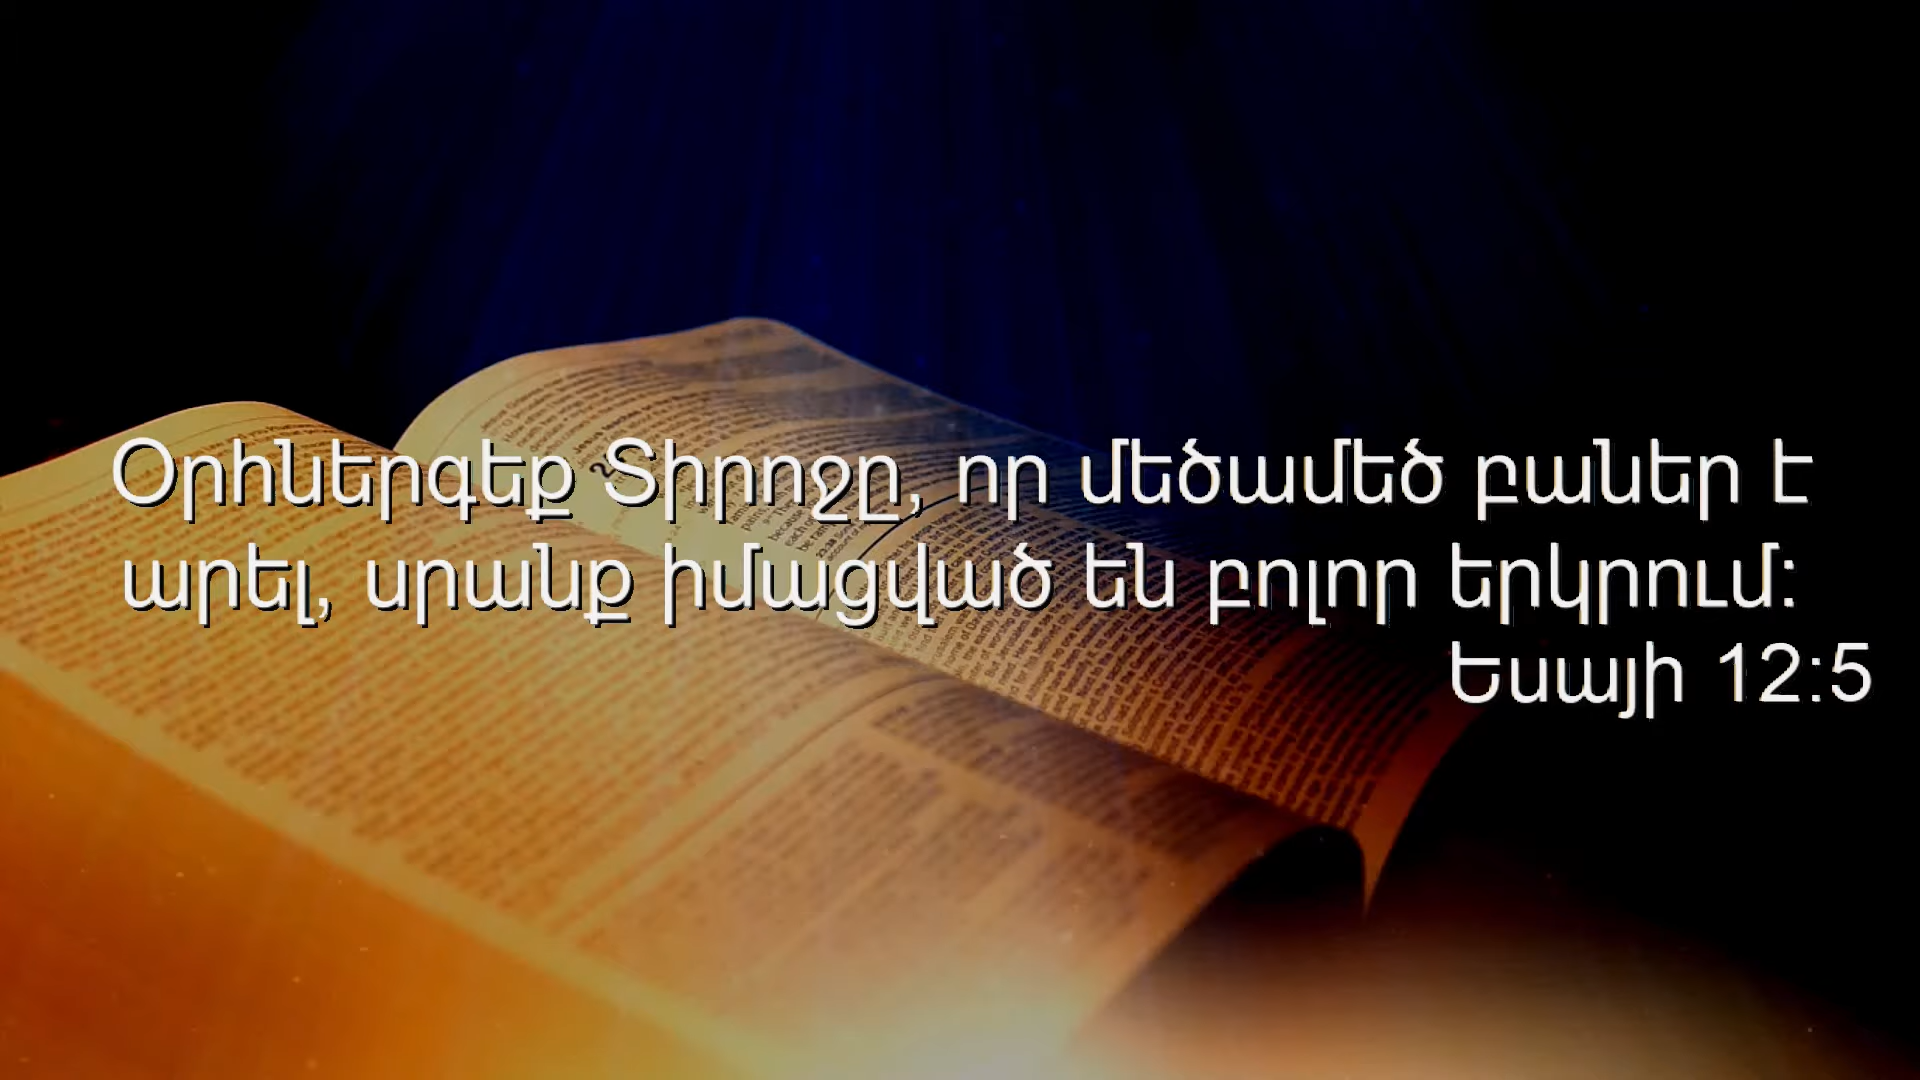 Օրհներգեք Տիրոջը, որ մեծամեծ բաներ է
արել, սրանք իմացված են բոլոր երկրում:
Եսայի 12:5